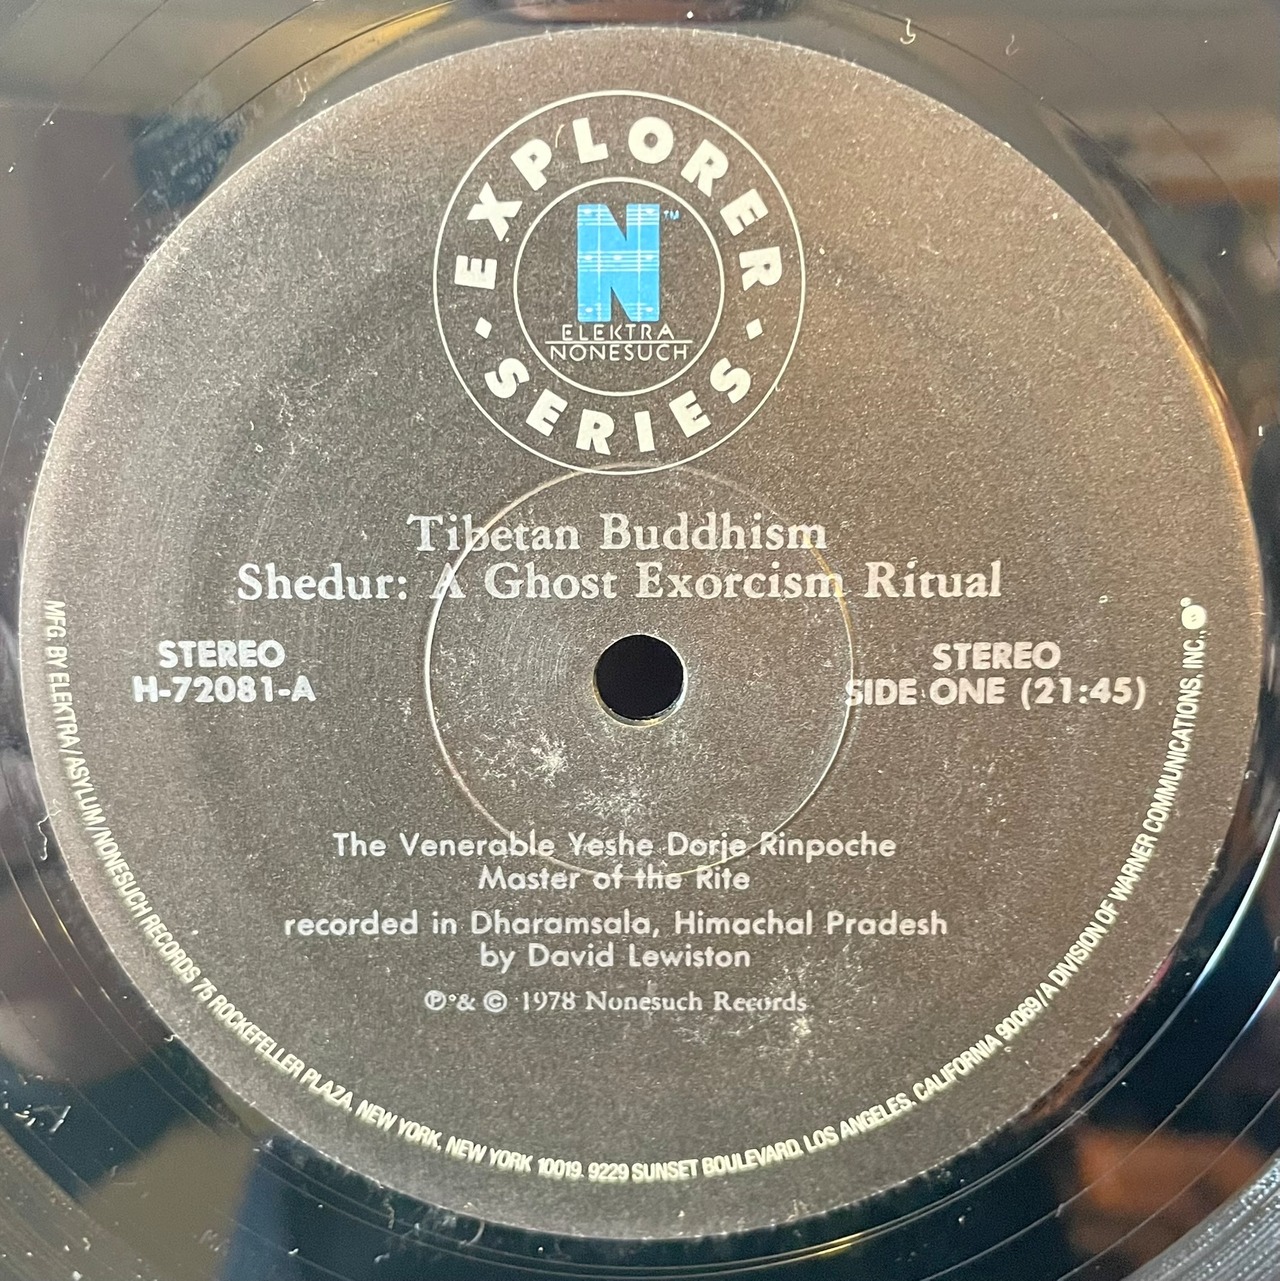 EXPLORER
N™
ELEKTRA
NONESUCH
SERIES
Tibetan Buddhism
Shedur: A Ghost Exorcism Ritual
STEREO
H-72081-A
STEREO
SIDE ONE (21:45)
The Venerable Yeshe Dorje Rinpoche
Master of the Rite
recorded in Dharamsala, Himachal Pradesh
by David Lewiston
℗ & © 1978 Nonesuch Records
MFG. BY ELEKTRA/ASYLUM/NONESUCH RECORDS 75 ROCKEFELLER PLAZA, NEW YORK, NEW YORK 10019. 9229 SUNSET BOULEVARD, LOS ANGELES, CALIFORNIA 90069/A DIVISION OF WARNER COMMUNICATIONS, INC.